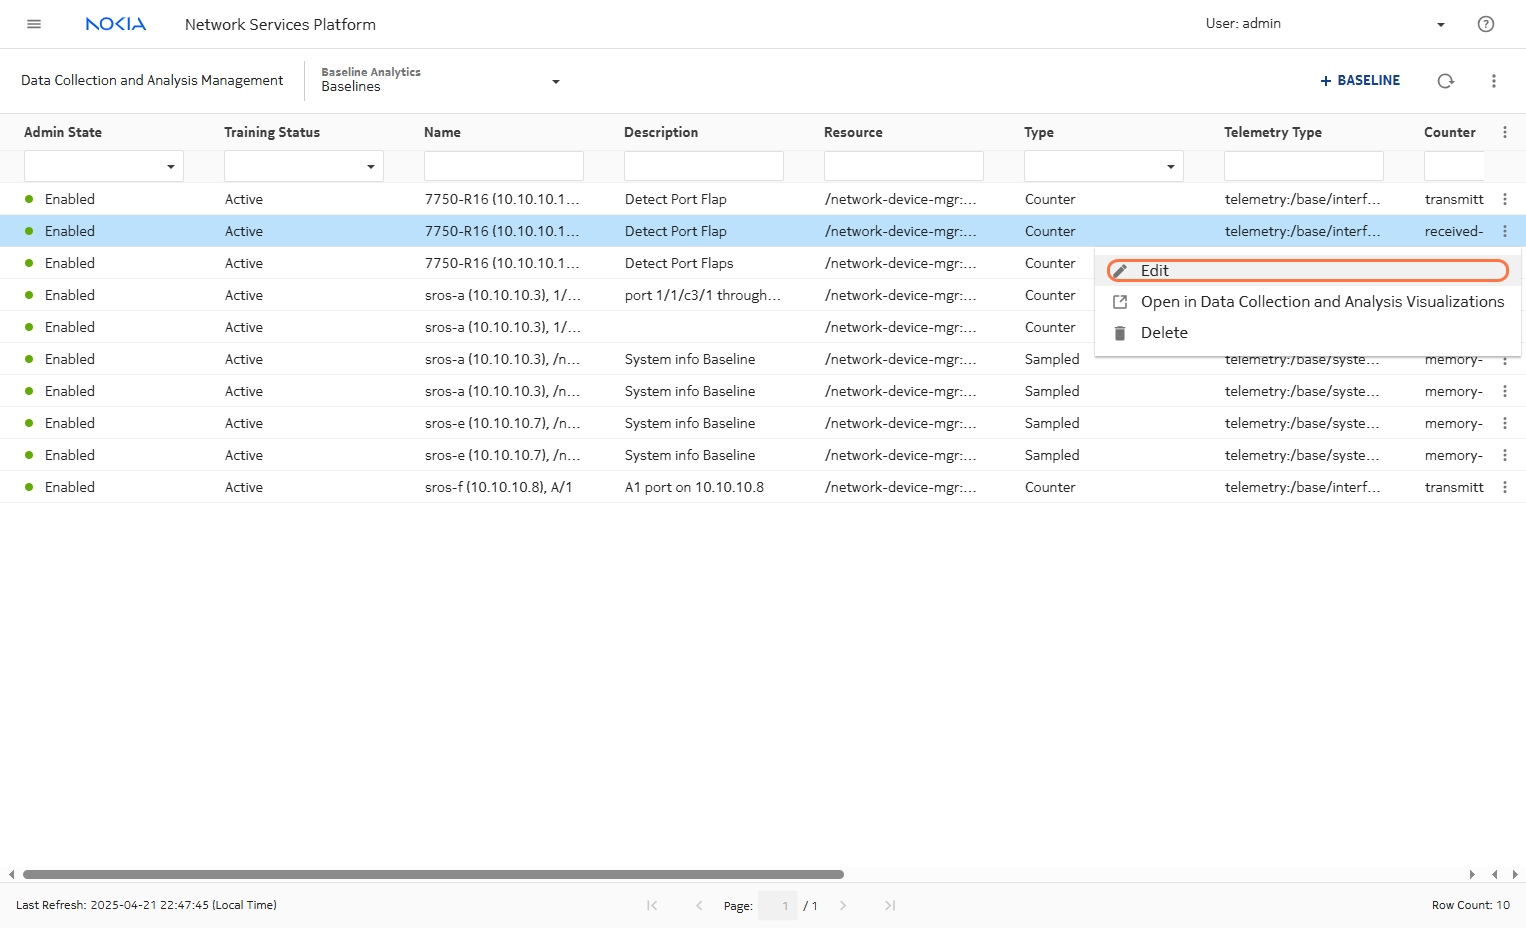 NOKIA Network Services Platform User: admin
Data Collection and Analysis Management Baseline Analytics Baselines + BASELINE
Admin State Training Status Name Description Resource Type Telemetry Type Counter
Enabled Active 7750-R16 (10.10.10.1... Detect Port Flap /network-device-mgr:... Counter telemetry:/base/interf... transmitt
Enabled Active 7750-R16 (10.10.10.1... Detect Port Flap /network-device-mgr:... Counter telemetry:/base/interf... received-
Enabled Active 7750-R16 (10.10.10.1... Detect Port Flaps /network-device-mgr:... Counter
Edit
Enabled Active sros-a (10.10.10.3), 1/... port 1/1/c3/1 through... /network-device-mgr:... Counter
Open in Data Collection and Analysis Visualizations
Enabled Active sros-a (10.10.10.3), 1/... /network-device-mgr:... Counter
Delete
Enabled Active sros-a (10.10.10.3), /n... System info Baseline /network-device-mgr:... Sampled telemetry:/base/syste... memory-
Enabled Active sros-a (10.10.10.3), /n... System info Baseline /network-device-mgr:... Sampled telemetry:/base/syste... memory-
Enabled Active sros-e (10.10.10.7), /n... System info Baseline /network-device-mgr:... Sampled telemetry:/base/syste... memory-
Enabled Active sros-e (10.10.10.7), /n... System info Baseline /network-device-mgr:... Sampled telemetry:/base/syste... memory-
Enabled Active sros-f (10.10.10.8), A/1 A1 port on 10.10.10.8 /network-device-mgr:... Counter telemetry:/base/interf... transmitt
Last Refresh: 2025-04-21 22:47:45 (Local Time) Page: 1 / 1 Row Count: 10